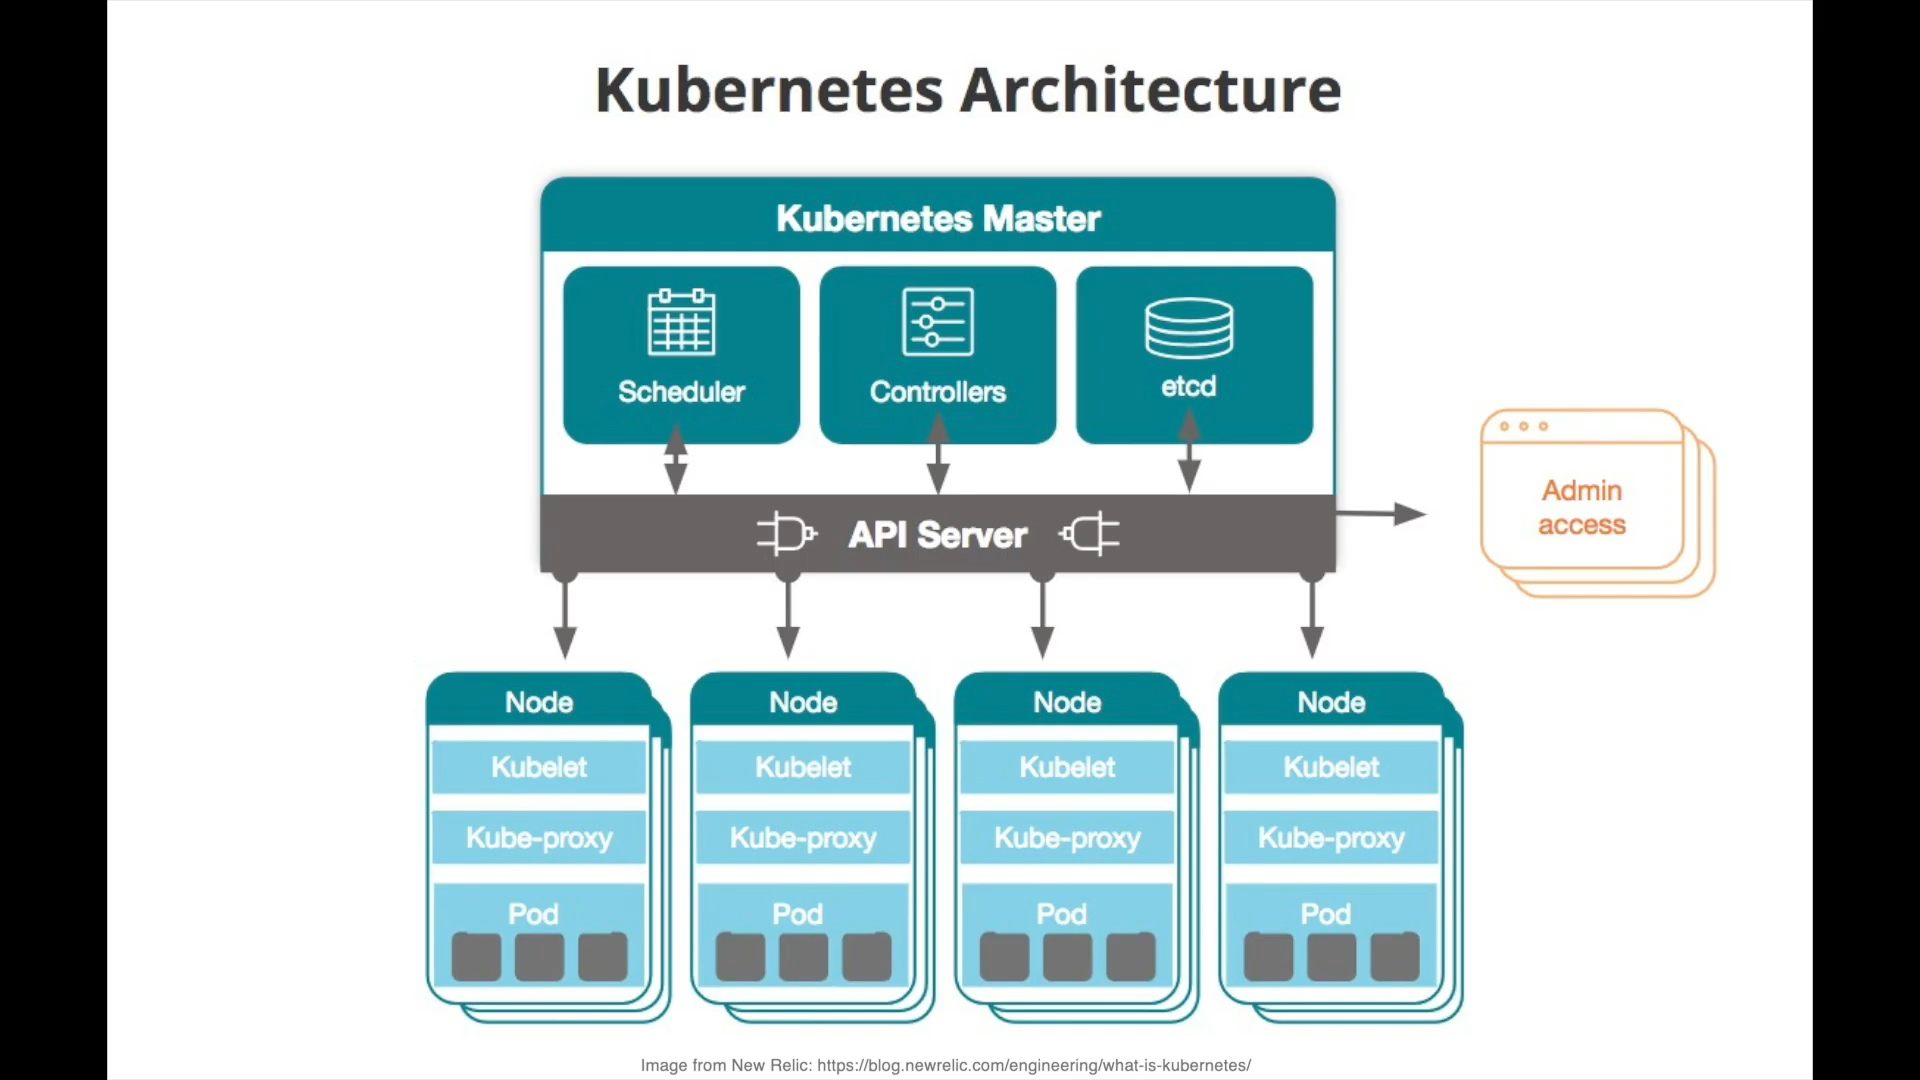 Kubernetes Architecture
Kubernetes Master
Scheduler
Controllers
etcd
API Server
Admin
access
Node
Kubelet
Kube-proxy
Pod
Node
Kubelet
Kube-proxy
Pod
Node
Kubelet
Kube-proxy
Pod
Node
Kubelet
Kube-proxy
Pod
Image from New Relic: https://blog.newrelic.com/engineering/what-is-kubernetes/